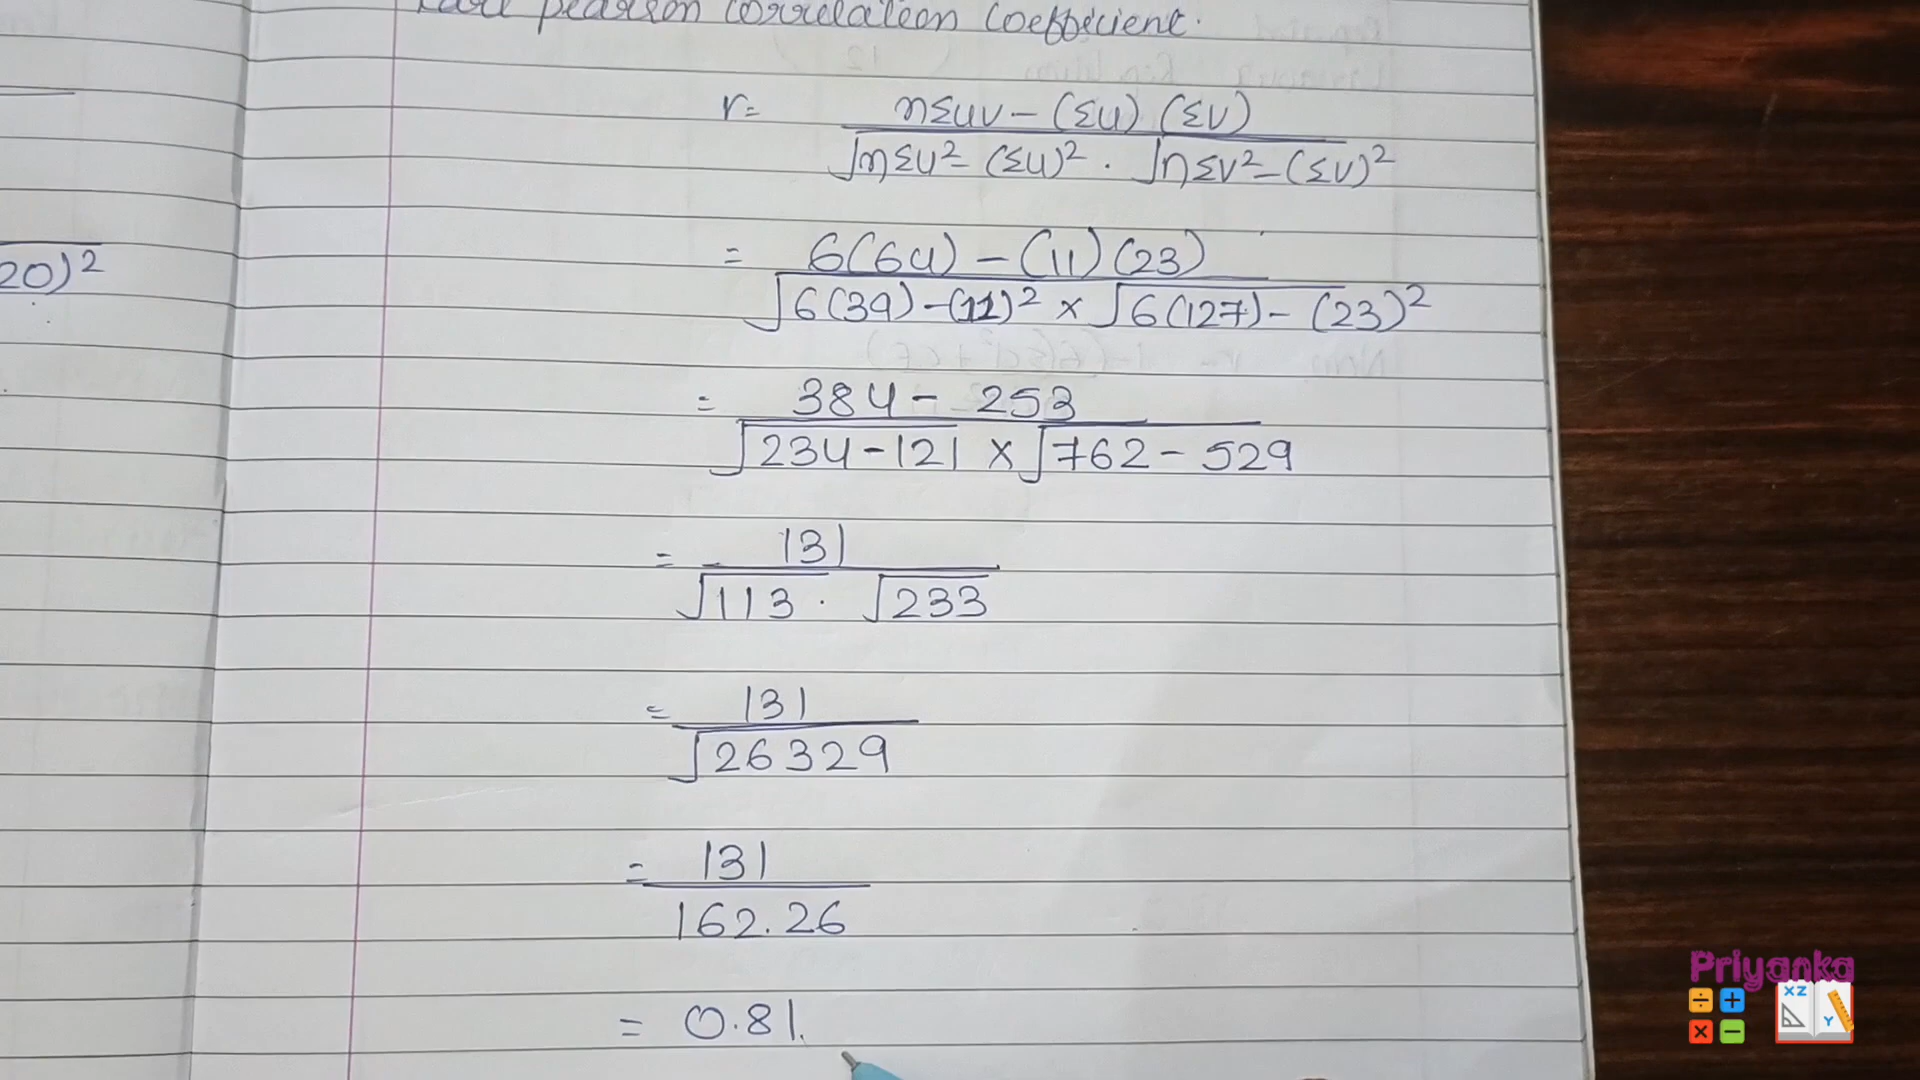 Karl pearson correlation coefficient.
r = nΣuv - (Σu) (Σv)
√nΣu² - (Σu)² . √nΣv² - (Σv)²
20)²
= 6(64) - (11) (23)
√6(39) - (11)² × √6(127) - (23)²
= 384 - 253
√234 - 121 × √762 - 529
= 131
√113 . √233
= 131
√26329
= 131
162.26
Priyanka
÷ + XZ
× − Y
= 0.81.